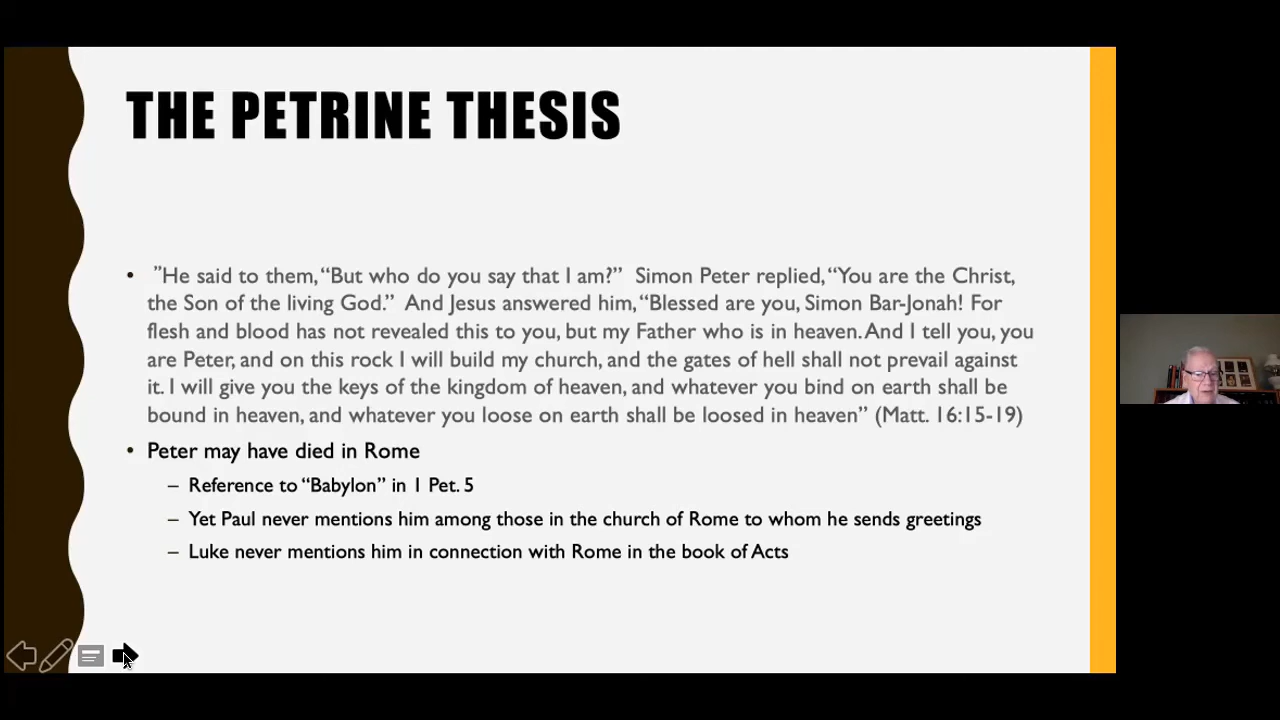 THE PETRINE THESIS
• ”He said to them, “But who do you say that I am?” Simon Peter replied, “You are the Christ,
the Son of the living God.” And Jesus answered him, “Blessed are you, Simon Bar-Jonah! For
flesh and blood has not revealed this to you, but my Father who is in heaven. And I tell you, you
are Peter, and on this rock I will build my church, and the gates of hell shall not prevail against
it. I will give you the keys of the kingdom of heaven, and whatever you bind on earth shall be
bound in heaven, and whatever you loose on earth shall be loosed in heaven” (Matt. 16:15-19)
• Peter may have died in Rome
– Reference to “Babylon” in 1 Pet. 5
– Yet Paul never mentions him among those in the church of Rome to whom he sends greetings
– Luke never mentions him in connection with Rome in the book of Acts